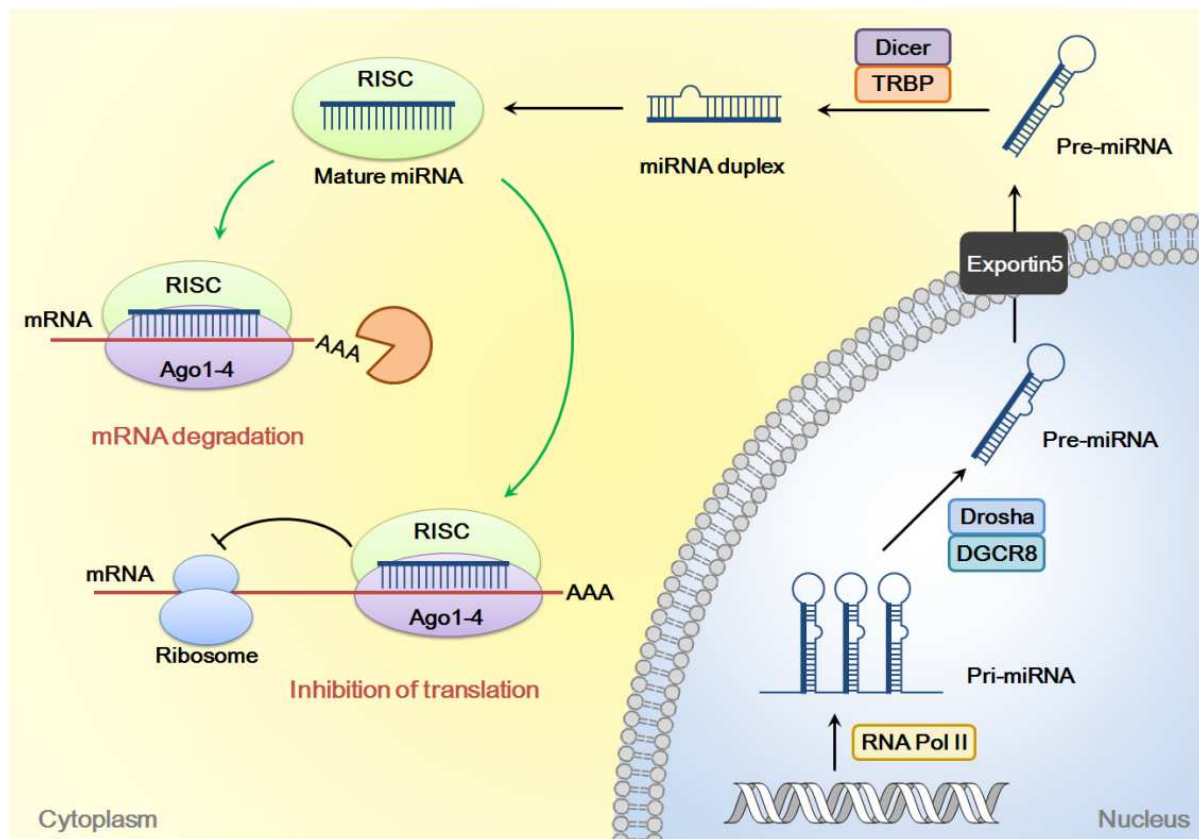 RISC
Mature miRNA
miRNA duplex
Dicer
TRBP
Pre-miRNA
Exportin5
RISC
mRNA
AAA
Ago1-4
mRNA degradation
Pre-miRNA
Drosha
DGCR8
RISC
mRNA
AAA
Ago1-4
Ribosome
Inhibition of translation
Pri-miRNA
RNA Pol II
Cytoplasm
Nucleus